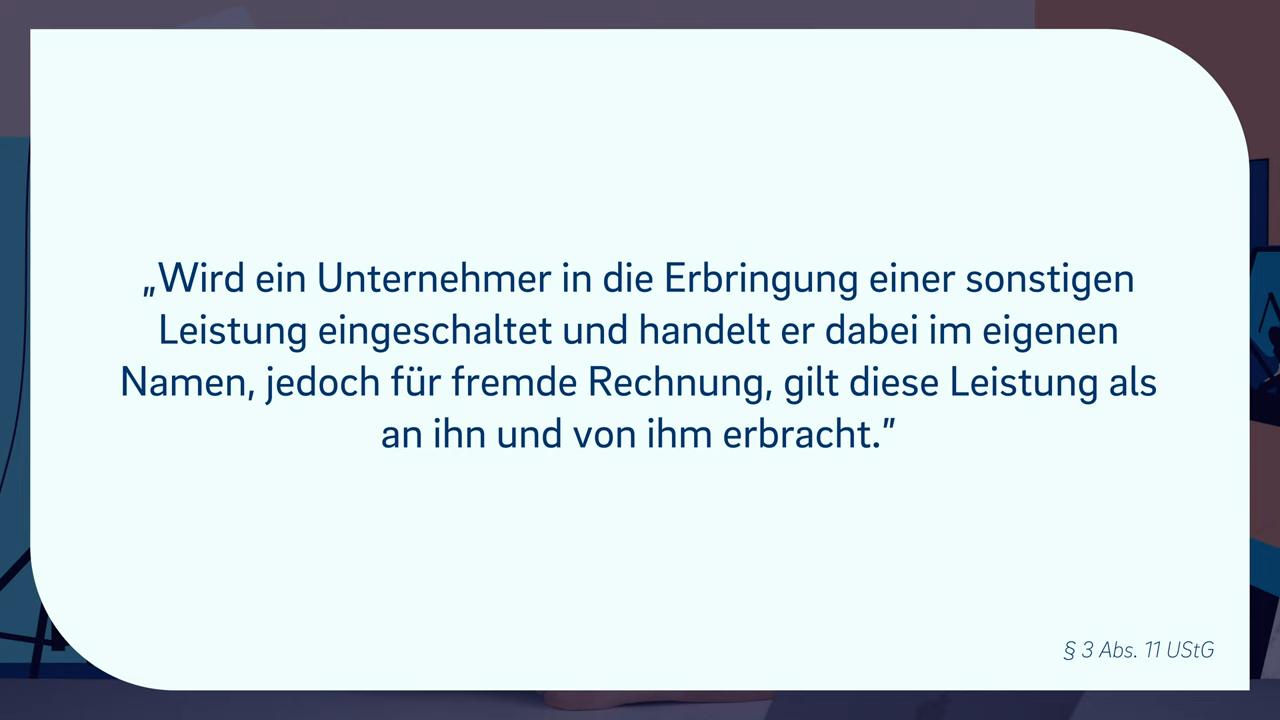 „Wird ein Unternehmer in die Erbringung einer sonstigen
Leistung eingeschaltet und handelt er dabei im eigenen
Namen, jedoch für fremde Rechnung, gilt diese Leistung als
an ihn und von ihm erbracht.”
§ 3 Abs. 11 UStG